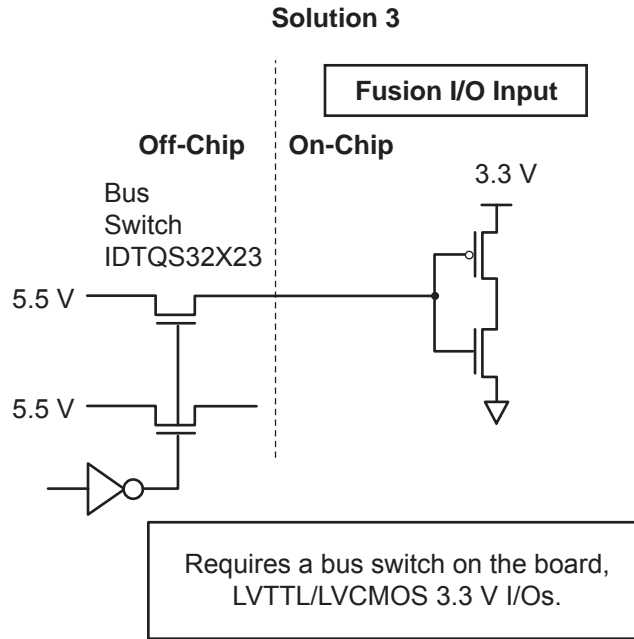 Solution 3
Fusion I/O Input
Off-Chip
On-Chip
Bus
Switch
IDTQS32X23
3.3 V
5.5 V
5.5 V
Requires a bus switch on the board,
LVTTL/LVCMOS 3.3 V I/Os.